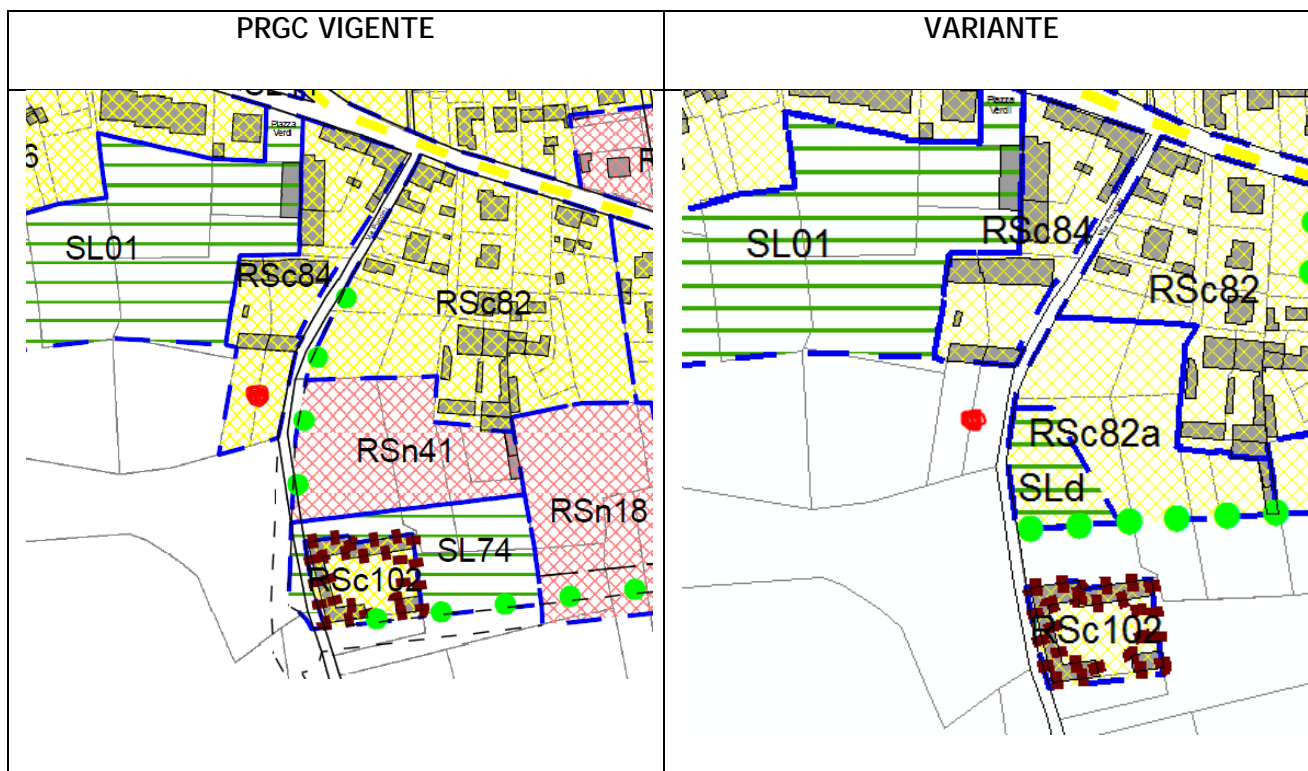 PRGC VIGENTE
VARIANTE
Piazza
Verdi
6
SL01
RSc84
RSc82
RSn41
RSn18
SL74
RSc102
Piazza
Verdi
SL01
RSc84
RSc82
RSc82a
SLd
RSc102